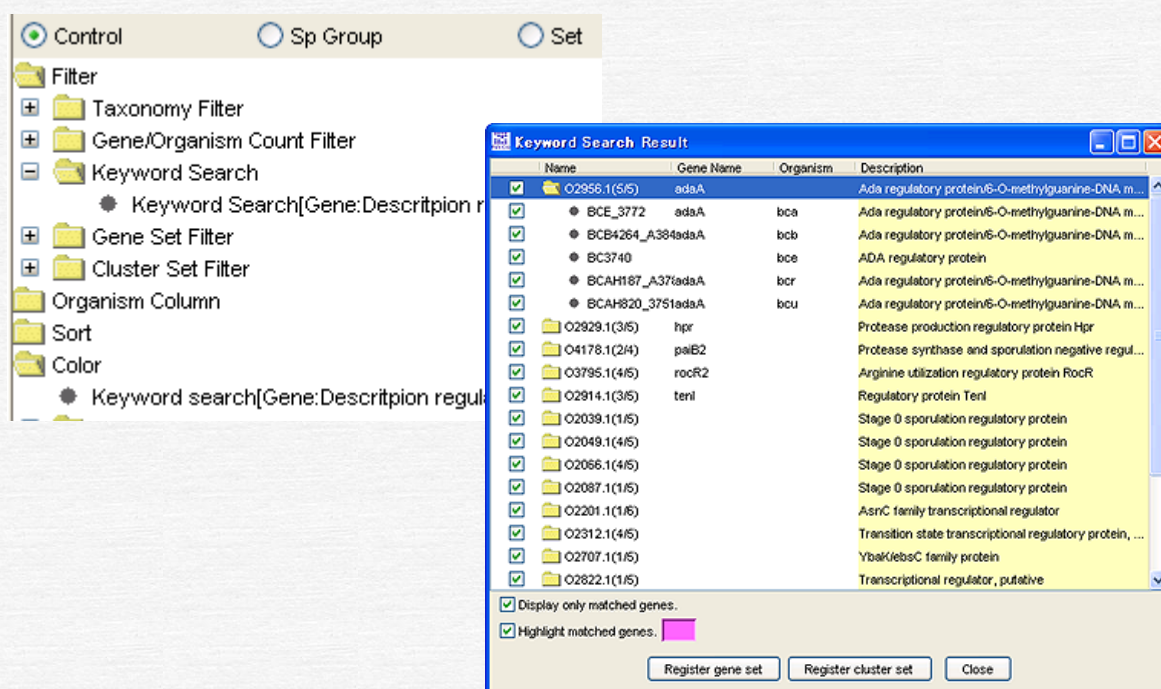 Control Sp Group Set
Filter
Taxonomy Filter
Gene/Organism Count Filter
Keyword Search
Keyword Search[Gene:Descritpion r
Gene Set Filter
Cluster Set Filter
Organism Column
Sort
Color
Keyword search[Gene:Descritpion regul
Keyword Search Result
Name Gene Name Organism Description
O2956.1(5/5) adaA Ada regulatory protein/6-O-methylguanine-DNA m...
BCE_3772 adaA bca Ada regulatory protein/6-O-methylguanine-DNA m...
BCB4264_A384adaA bcb Ada regulatory protein/6-O-methylguanine-DNA m...
BC3740 bce ADA regulatory protein
BCAH187_A37 adaA bcr Ada regulatory protein/6-O-methylguanine-DNA m...
BCAH820_3751adaA bcu Ada regulatory protein/6-O-methylguanine-DNA m...
O2929.1(3/5) hpr Protease production regulatory protein Hpr
O4178.1(2/4) paiB2 Protease synthase and sporulation negative regul...
O3795.1(4/5) rocR2 Arginine utilization regulatory protein RocR
O2914.1(3/5) tenI Regulatory protein TenI
O2039.1(1/5) Stage 0 sporulation regulatory protein
O2049.1(4/5) Stage 0 sporulation regulatory protein
O2066.1(4/5) Stage 0 sporulation regulatory protein
O2087.1(1/5) Stage 0 sporulation regulatory protein
O2201.1(1/6) AsnC family transcriptional regulator
O2312.1(4/5) Transition state transcriptional regulatory protein, ...
O2707.1(1/5) YbaK/ebsC family protein
O2822.1(1/5) Transcriptional regulator, putative
Display only matched genes.
Highlight matched genes.
Register gene set Register cluster set Close